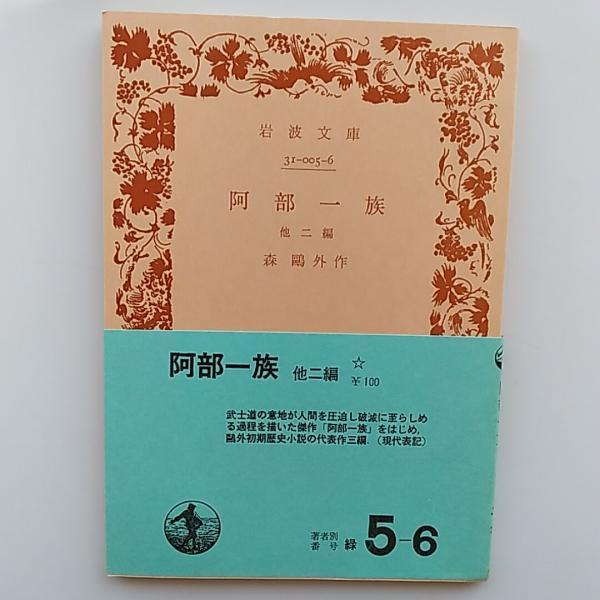 岩波文庫
31-005-6
阿部一族
他二編
森鷗外作
阿部一族 他二編 ☆
¥100
武士道の意地が人間を圧迫し破滅に至らしめ
る過程を描いた傑作「阿部一族」をはじめ,
鷗外初期歴史小説の代表作三編. (現代表記)
著者別
番号 緑 5-6